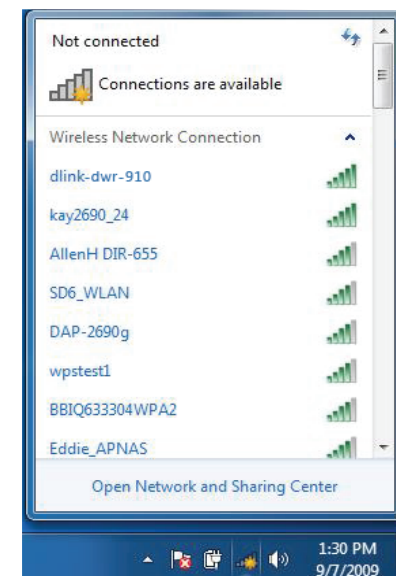 Not connected
Connections are available
Wireless Network Connection
dlink-dwr-910
kay2690_24
AllenH DIR-655
SD6_WLAN
DAP-2690g
wpstest1
BBIQ633304WPA2
Eddie_APNAS
Open Network and Sharing Center
1:30 PM
9/7/2009